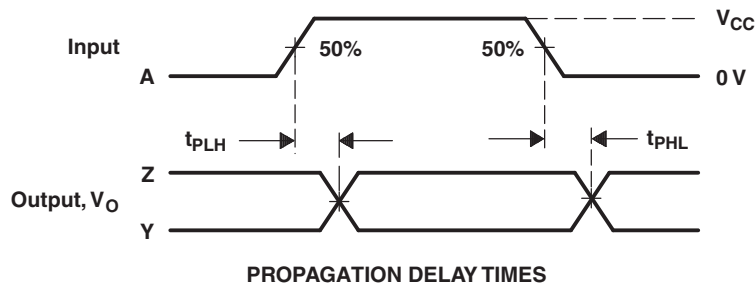 V_CC
Input
50%
50%
A
0 V
t_PLH
t_PHL
Z
Output, V_O
Y
PROPAGATION DELAY TIMES